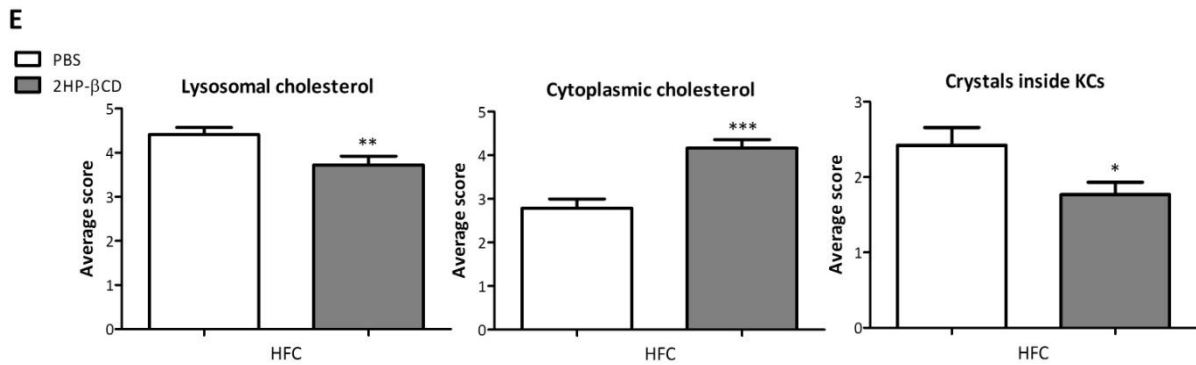 E
PBS
2HP-βCD
Lysosomal cholesterol
Average score
5
4
3
2
1
0
**
HFC
Cytoplasmic cholesterol
Average score
5
4
3
2
1
0
***
HFC
Crystals inside KCs
Average score
3
2
1
0
*
HFC